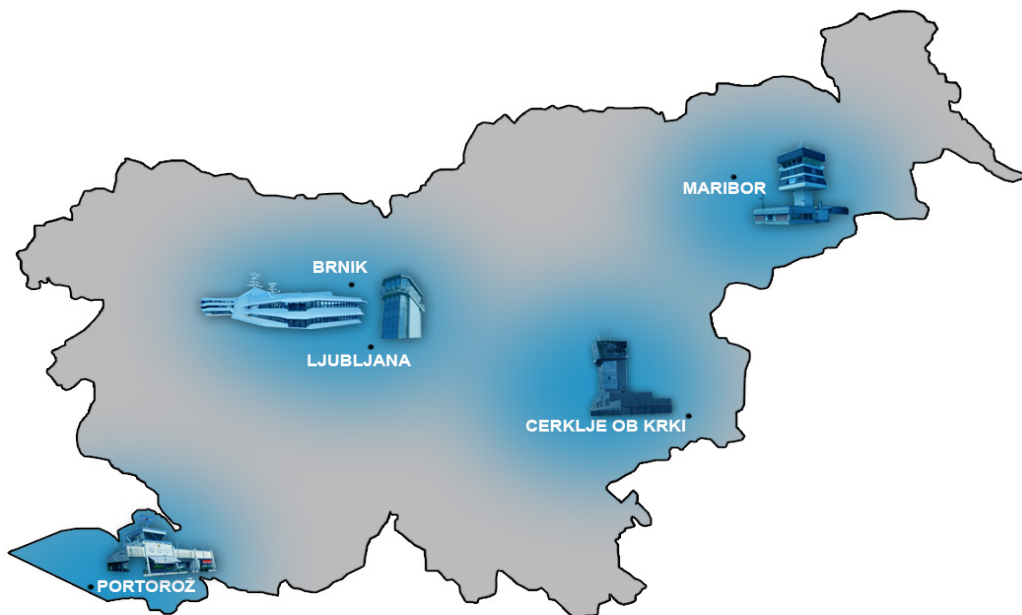 MARIBOR
BRNIK
LJUBLJANA
CERKLJE OB KRKI
PORTOROŽ